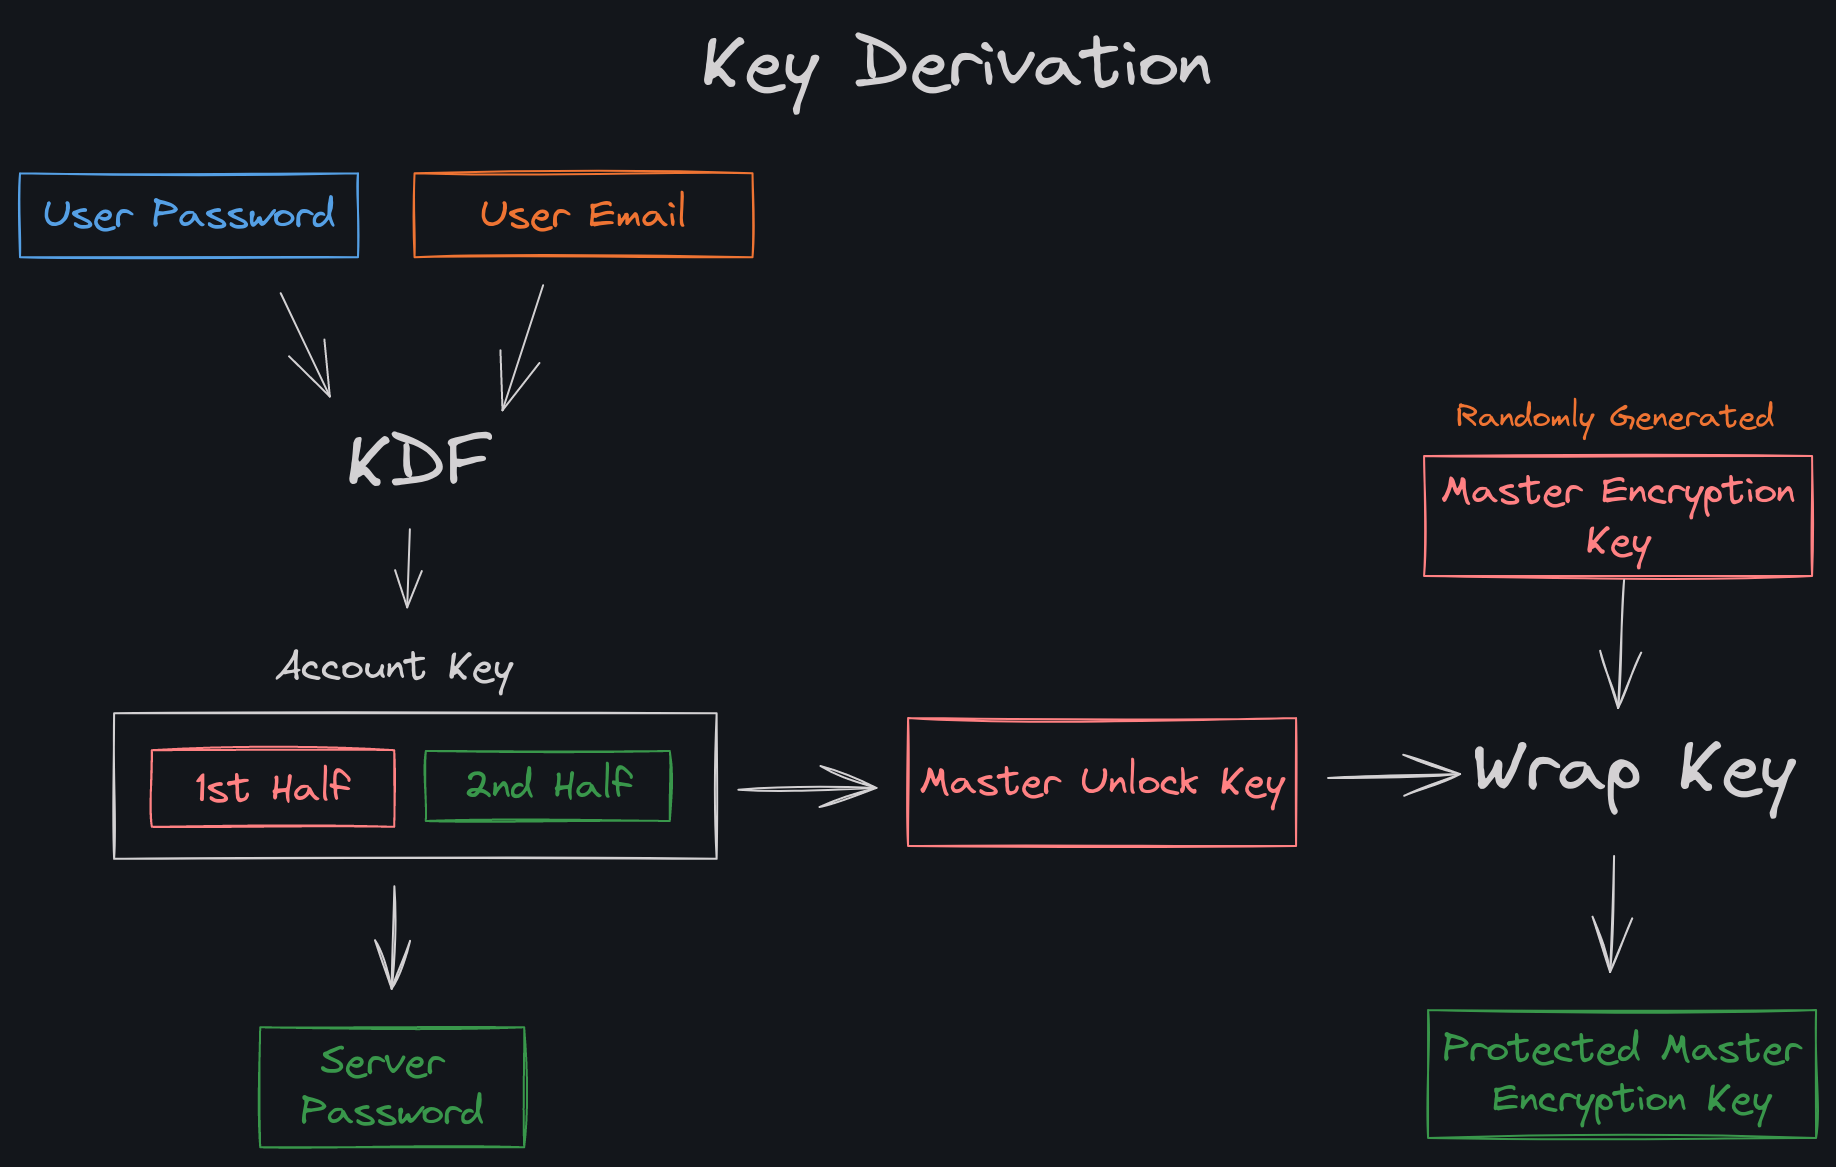 Key Derivation
User Password
User Email
KDF
Randomly Generated
Master Encryption
Key
Account Key
1st Half
2nd Half
Master Unlock Key
Wrap Key
Server
Password
Protected Master
Encryption Key